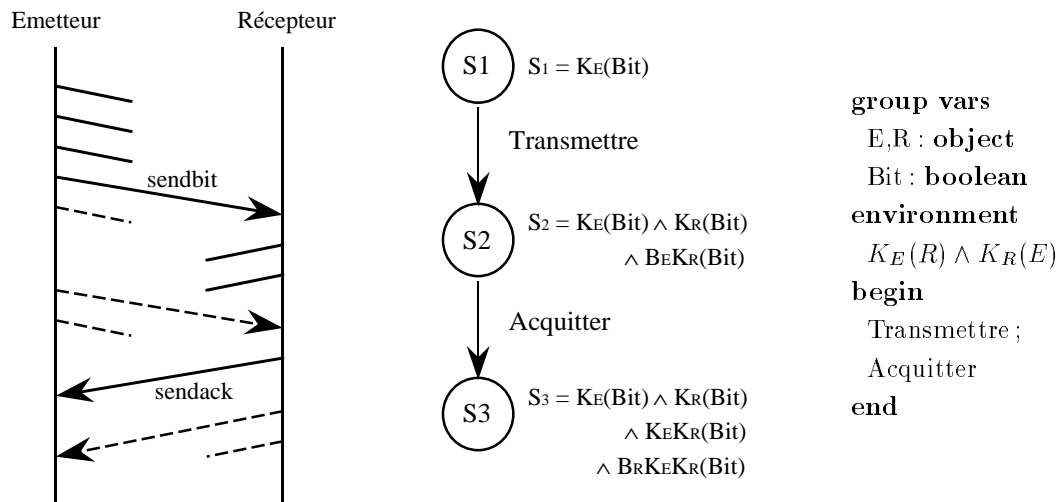 Emetteur
Récepteur
sendbit
sendack
S1
S1 = KE(Bit)
Transmettre
S2
S2 = KE(Bit) ∧ KR(Bit)
∧ BEKR(Bit)
Acquitter
S3
S3 = KE(Bit) ∧ KR(Bit)
∧ KEKR(Bit)
∧ BRKEKR(Bit)
group vars
E,R : object
Bit : boolean
environment
K_E(R) ∧ K_R(E)
begin
Transmettre ;
Acquitter
end